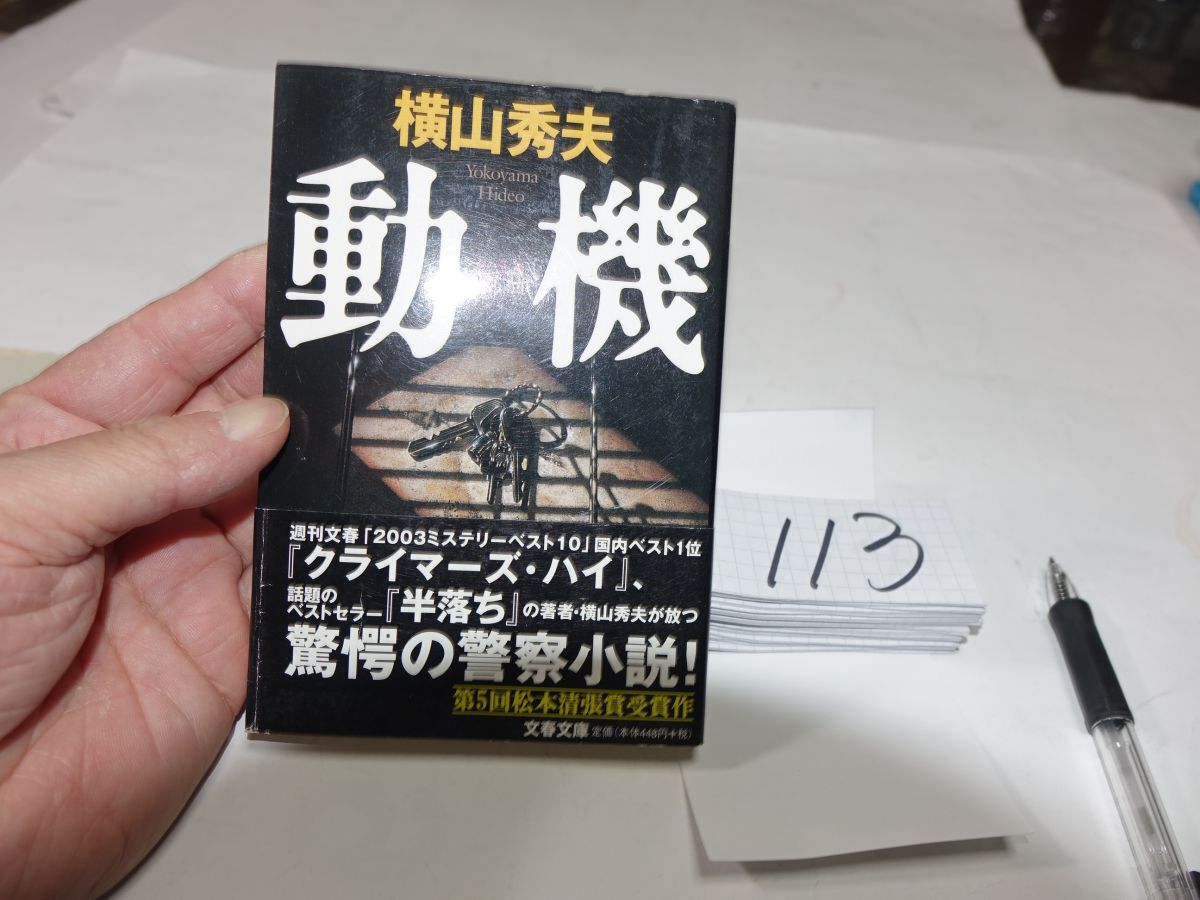 横山秀夫
Yokoyama
Hideo
動機
週刊文春「2003ミステリーベスト10」国内ベスト1位
『クライマーズ・ハイ』、
話題の
ベストセラー『半落ち』の著者・横山秀夫が放つ
驚愕の警察小説!
第5回松本清張賞受賞作
文春文庫 定価(本体448円+税)
113